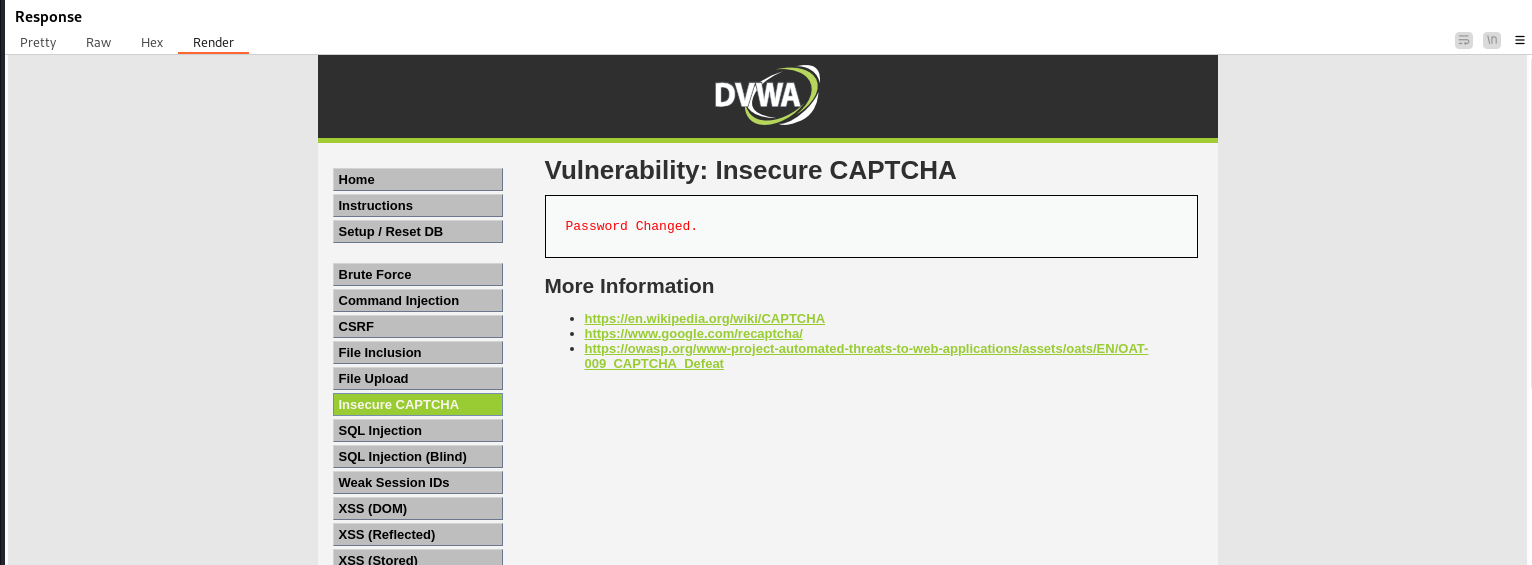 Response
Pretty Raw Hex Render \n
DVWA
Home
Instructions
Setup / Reset DB
Brute Force
Command Injection
CSRF
File Inclusion
File Upload
Insecure CAPTCHA
SQL Injection
SQL Injection (Blind)
Weak Session IDs
XSS (DOM)
XSS (Reflected)
XSS (Stored)
Vulnerability: Insecure CAPTCHA
Password Changed.
More Information
https://en.wikipedia.org/wiki/CAPTCHA
https://www.google.com/recaptcha/
https://owasp.org/www-project-automated-threats-to-web-applications/assets/oats/EN/OAT-
009_CAPTCHA_Defeat